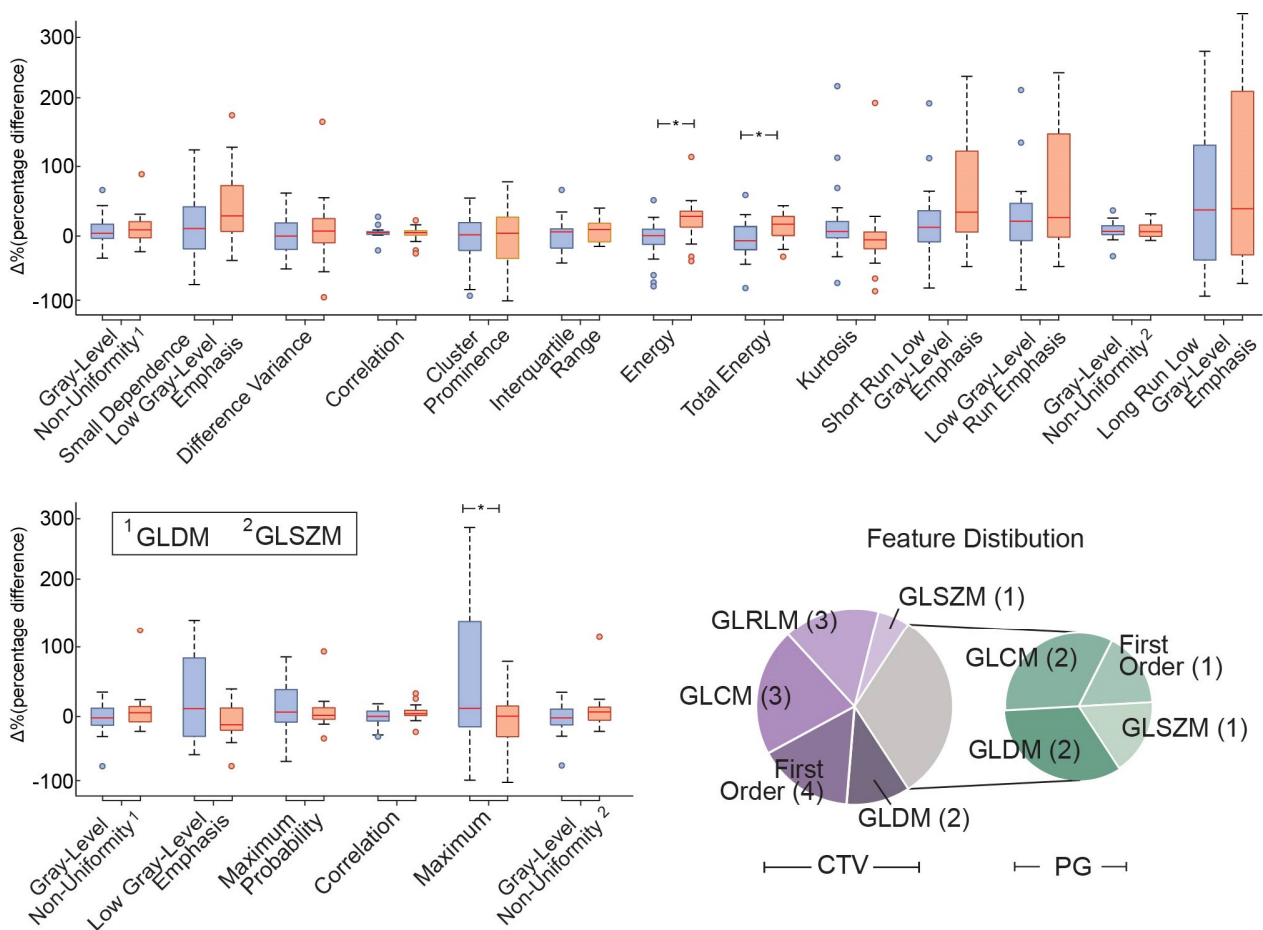 Δ%(percentage difference)
300
200
100
0
-100
*
*
Gray-Level
Non-Uniformity¹
Small Dependence
Low Gray-Level
Emphasis
Difference Variance
Correlation
Cluster
Prominence
Interquartile
Range
Energy
Total Energy
Kurtosis
Short Run Low
Gray-Level
Emphasis
Low Gray-Level
Run Emphasis
Gray-Level
Non-Uniformity²
Long Run Low
Gray-Level
Emphasis
Δ%(percentage difference)
300
200
100
0
-100
¹GLDM ²GLSZM
*
Gray-Level
Non-Uniformity¹
Low Gray-Level
Emphasis
Maximum
Probability
Correlation
Maximum
Gray-Level
Non-Uniformity²
Feature Distibution
GLSZM (1)
GLRLM (3)
GLCM (3)
First
Order (4)
GLDM (2)
CTV
GLCM (2)
First
Order (1)
GLSZM (1)
GLDM (2)
PG